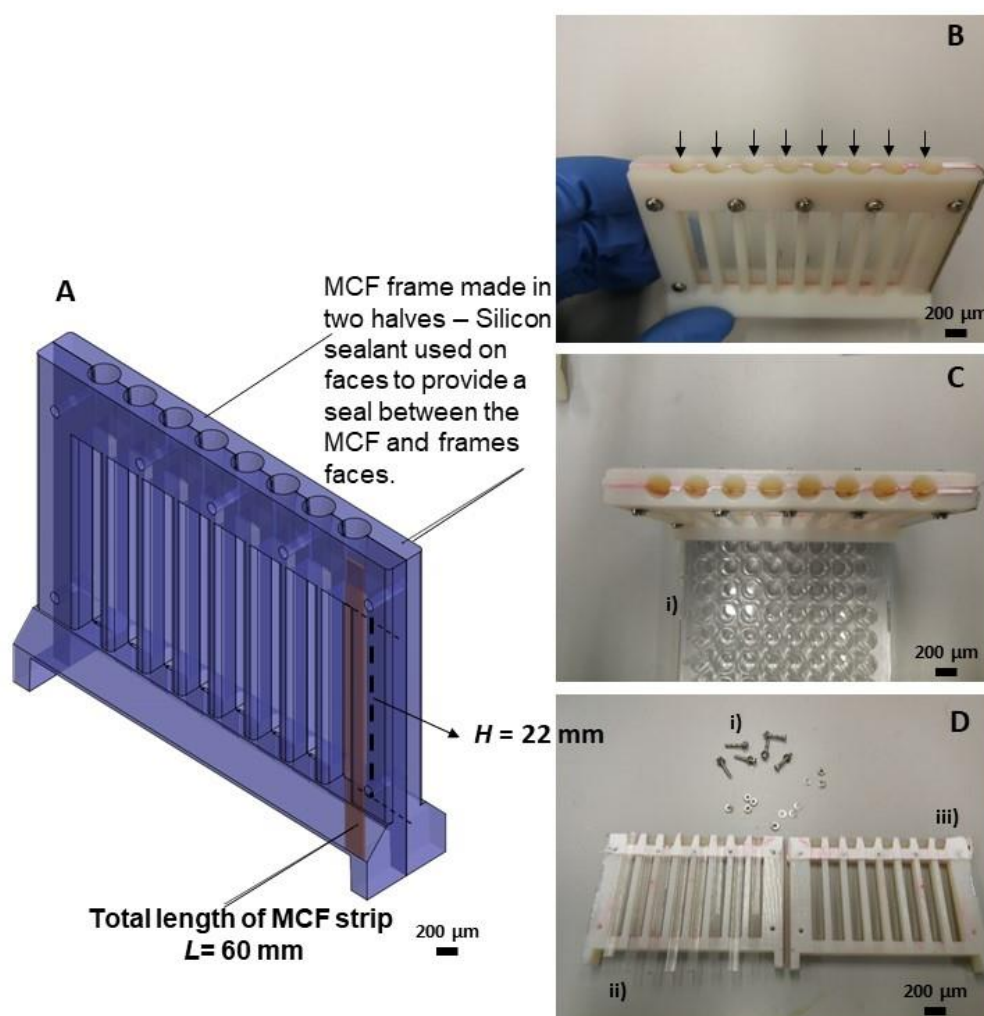 A
MCF frame made in
two halves – Silicon
sealant used on
faces to provide a
seal between the
MCF and frames
faces.
H = 22 mm
Total length of MCF strip
L= 60 mm
200 µm
B
200 µm
C
i)
200 µm
D
i)
iii)
ii)
200 µm